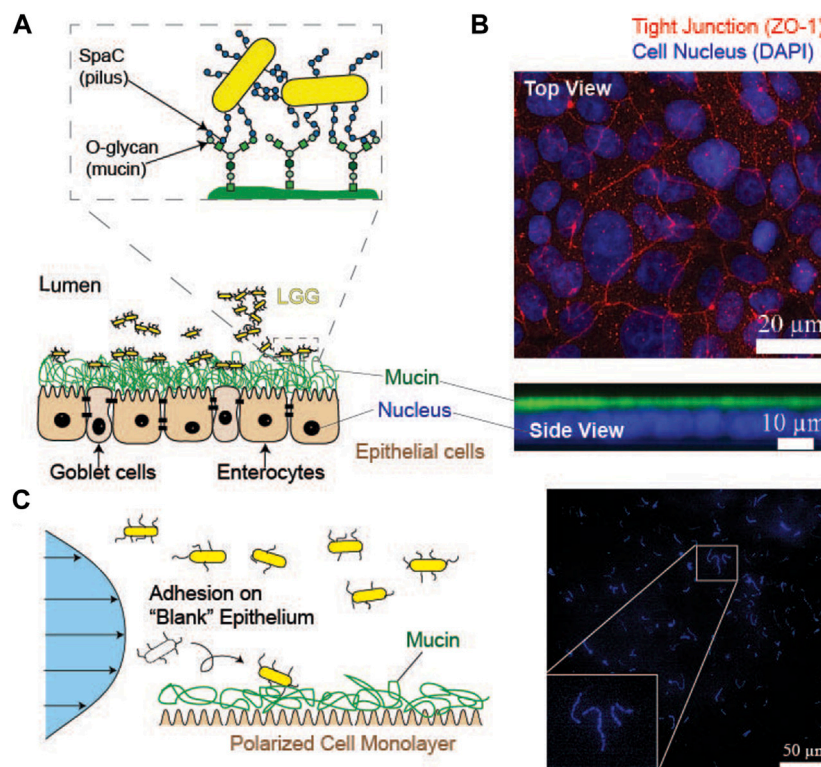 A
SpaC
(pilus)
O-glycan
(mucin)
Lumen
LGG
Mucin
Nucleus
Epithelial cells
Goblet cells
Enterocytes
B
Tight Junction (ZO-1)
Cell Nucleus (DAPI)
Top View
20 µm
Side View
10 µm
C
Adhesion on
"Blank" Epithelium
Mucin
Polarized Cell Monolayer
50 µm